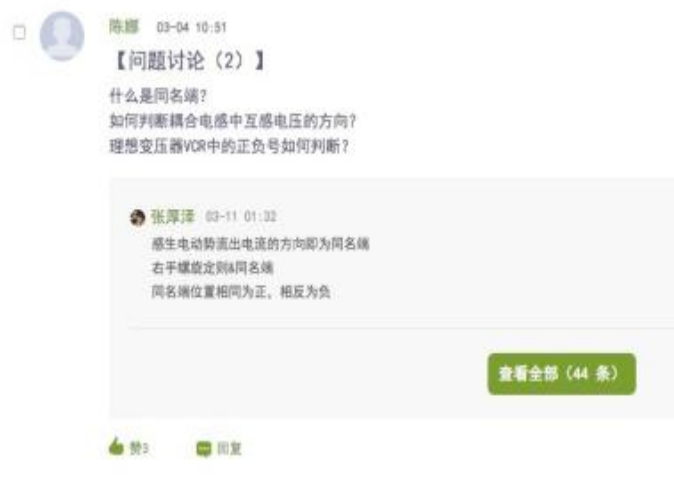 陈娜 03-04 10:51
【问题讨论（2）】
什么是同名端？
如何判断耦合电感中互感电压的方向？
理想变压器VCR中的正负号如何判断？
张厚泽 03-11 01:32
感生电动势流出电流的方向即为同名端
右手螺旋定则&同名端
同名端位置相同为正，相反为负
查看全部（44 条）
赞3 回复